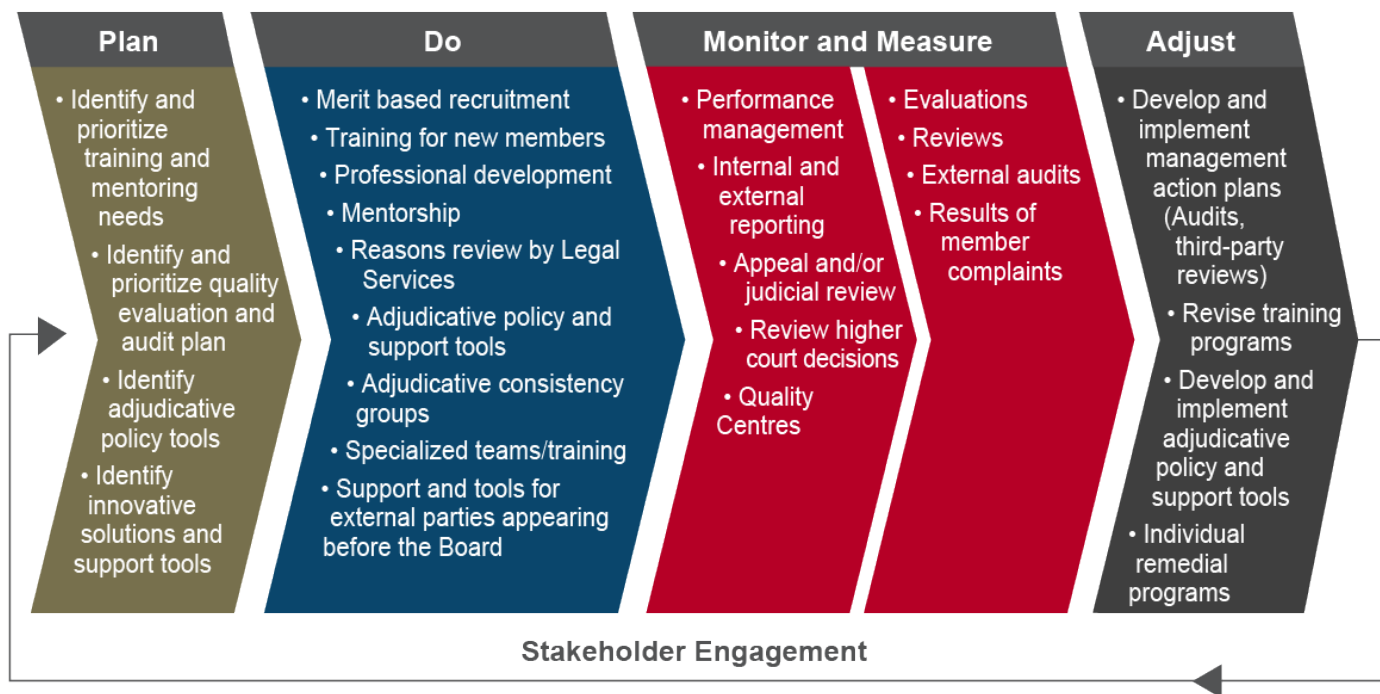 Plan
• Identify and
prioritize
training and
mentoring
needs
• Identify and
prioritize quality
evaluation and
audit plan
• Identify
adjudicative
policy tools
• Identify
innovative
solutions and
support tools
Do
• Merit based recruitment
• Training for new members
• Professional development
• Mentorship
• Reasons review by Legal
Services
• Adjudicative policy and
support tools
• Adjudicative consistency
groups
• Specialized teams/training
• Support and tools for
external parties appearing
before the Board
Monitor and Measure
• Performance
management
• Internal and
external
reporting
• Appeal and/or
judicial review
• Review higher
court decisions
• Quality
Centres
• Evaluations
• Reviews
• External audits
• Results of
member
complaints
Adjust
• Develop and
implement
management
action plans
(Audits,
third-party
reviews)
• Revise training
programs
• Develop and
implement
adjudicative
policy and
support tools
• Individual
remedial
programs
Stakeholder Engagement